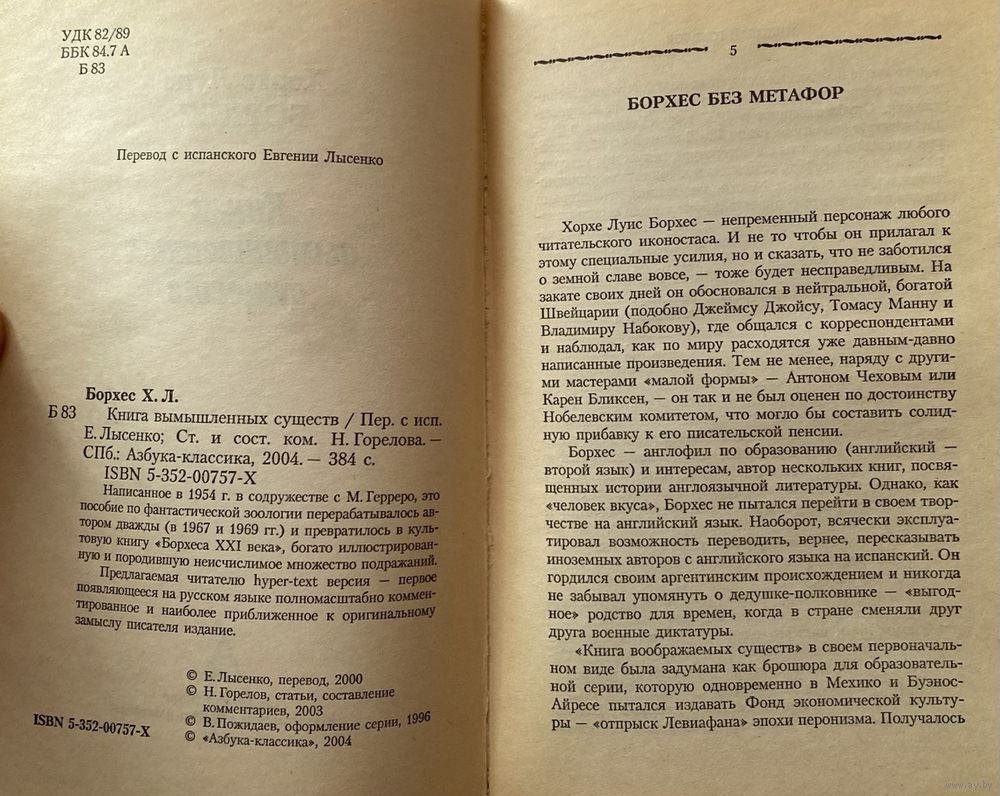 УДК 82/89
ББК 84.7 А
Б 83
Перевод с испанского Евгении Лысенко
Борхес Х. Л.
Б 83
Книга вымышленных существ / Пер. с исп.
Е. Лысенко; Ст. и сост. ком. Н. Горелова. —
СПб.: Азбука-классика, 2004. — 384 с.
ISBN 5-352-00757-X
Написанное в 1954 г. в содружестве с М. Герреро, это
пособие по фантастической зоологии перерабатывалось ав-
тором дважды (в 1967 и 1969 гг.) и превратилось в куль-
товую книгу «Борхеса XXI века», богато иллюстрирован-
ную и породившую неисчислимое множество подражаний.
Предлагаемая читателю hyper-text версия — первое
появляющееся на русском языке полномасштабно коммен-
тированное и наиболее приближенное к оригинальному
замыслу писателя издание.
© Е. Лысенко, перевод, 2000
© Н. Горелов, статьи, составление
комментариев, 2003
© В. Пожидаев, оформление серии, 1996
© «Азбука-классика», 2004
ISBN 5-352-00757-X
5
БОРХЕС БЕЗ МЕТАФОР
Хорхе Луис Борхес — непременный персонаж любого
читательского иконостаса. И не то чтобы он прилагал к
этому специальные усилия, но и сказать, что не заботился
о земной славе вовсе, — тоже будет несправедливым. На
закате своих дней он обосновался в нейтральной, богатой
Швейцарии (подобно Джеймсу Джойсу, Томасу Манну и
Владимиру Набокову), где общался с корреспондентами
и наблюдал, как по миру расходятся уже давным-давно
написанные произведения. Тем не менее, наряду с други-
ми мастерами «малой формы» — Антоном Чеховым или
Карен Бликсен, — он так и не был оценен по достоинству
Нобелевским комитетом, что могло бы составить солид-
ную прибавку к его писательской пенсии.
Борхес — англофил по образованию (английский —
второй язык) и интересам, автор нескольких книг, посвя-
щенных истории англоязычной литературы. Однако, как
«человек вкуса», Борхес не пытался перейти в своем твор-
честве на английский язык. Наоборот, всячески эксплуа-
тировал возможность переводить, вернее, пересказывать
иноземных авторов с английского языка на испанский. Он
гордился своим аргентинским происхождением и никогда
не забывал упомянуть о дедушке-полковнике — «выгод-
ное» родство для времен, когда в стране сменяли друг
друга военные диктатуры.
«Книга воображаемых существ» в своем первоначаль-
ном виде была задумана как брошюра для образователь-
ной серии, которую одновременно в Мехико и Буэнос-
Айресе пытался издавать Фонд экономической культу-
ры — «отпрыск Левиафана» эпохи перонизма. Получалось
www.ay.by